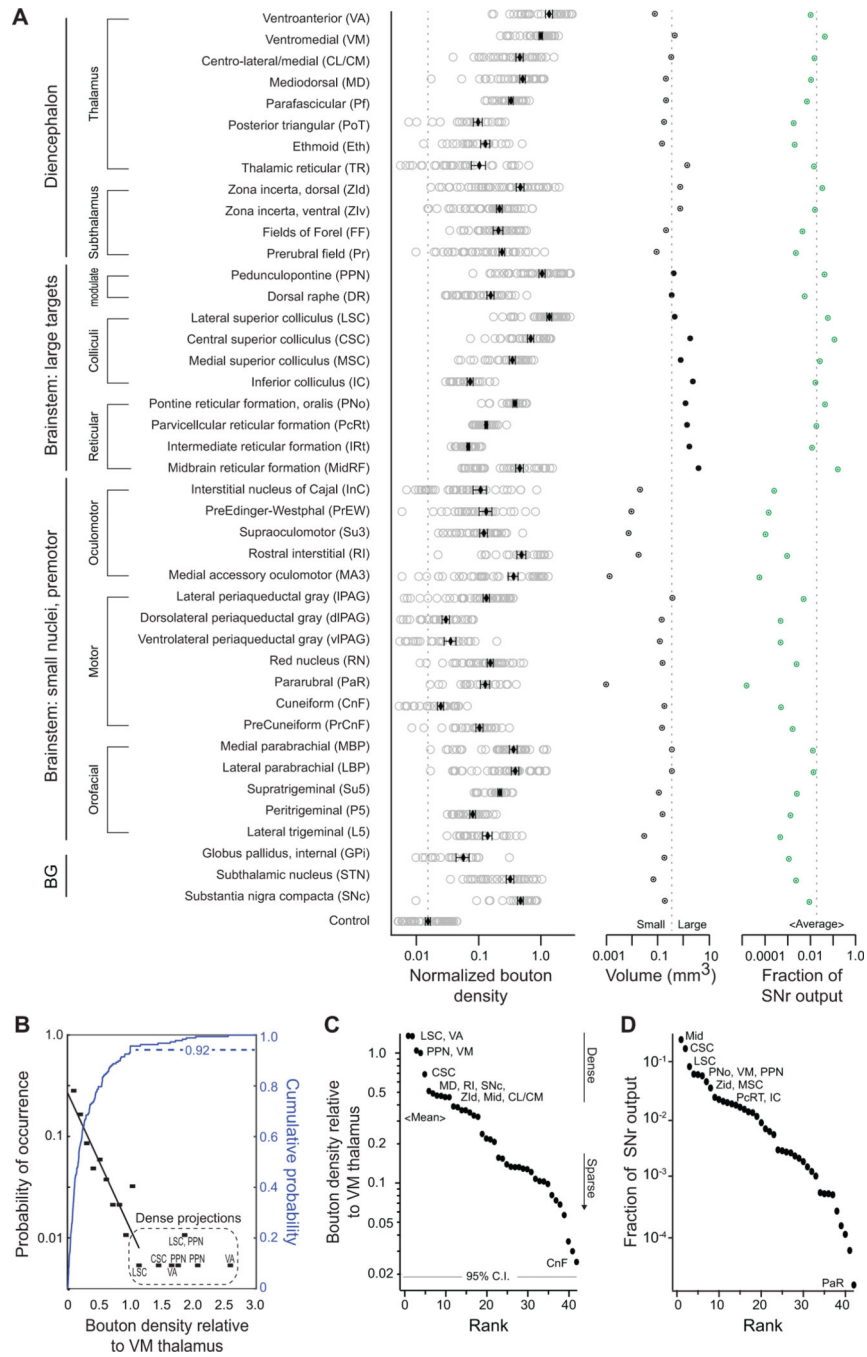 A
Diencephalon
Thalamus
Ventroanterior (VA)
Ventromedial (VM)
Centro-lateral/medial (CL/CM)
Mediodorsal (MD)
Parafascicular (Pf)
Posterior triangular (PoT)
Ethmoid (Eth)
Thalamic reticular (TR)
Subthalamus
Zona incerta, dorsal (ZId)
Zona incerta, ventral (ZIv)
Fields of Forel (FF)
Prerubral field (Pr)
Brainstem: large targets
modulate
Pedunculopontine (PPN)
Dorsal raphe (DR)
Colliculi
Lateral superior colliculus (LSC)
Central superior colliculus (CSC)
Medial superior colliculus (MSC)
Inferior colliculus (IC)
Reticular
Pontine reticular formation, oralis (PNo)
Parvicellcular reticular formation (PcRt)
Intermediate reticular formation (IRt)
Midbrain reticular formation (MidRF)
Brainstem: small nuclei, premotor
Oculomotor
Interstitial nucleus of Cajal (InC)
PreEdinger-Westphal (PrEW)
Supraoculomotor (Su3)
Rostral interstitial (RI)
Medial accessory oculomotor (MA3)
Motor
Lateral periaqueductal gray (lPAG)
Dorsolateral periaqueductal gray (dlPAG)
Ventrolateral periaqueductal gray (vlPAG)
Red nucleus (RN)
Pararubral (PaR)
Cuneiform (CnF)
PreCuneiform (PrCnF)
Orofacial
Medial parabrachial (MBP)
Lateral parabrachial (LBP)
Supratrigeminal (Su5)
Peritrigeminal (P5)
Lateral trigeminal (L5)
BG
Globus pallidus, internal (GPi)
Subthalamic nucleus (STN)
Substantia nigra compacta (SNc)
Control
Small Large
<Average>
0.01 0.1 1.0
Normalized bouton
density
0.001 0.1 10
Volume (mm3)
0.0001 0.01 1.0
Fraction of
SNr output
B
Probability of occurrence
1.0
0.1
0.01
0.92
Dense projections
LSC, PPN
CSC PPN PPN VA
LSC VA
0 0.5 1.0 1.5 2.0 2.5 3.0
Bouton density relative
to VM thalamus
1.0
0.8
0.6
0.4
0.2
0
Cumulative probability
C
Bouton density relative
to VM thalamus
1.0
0.5
0.2
0.1
0.05
0.02
LSC, VA
PPN, VM
CSC
MD, RI, SNc,
ZId, Mid, CL/CM
<Mean>
Dense
Sparse
CnF
95% C.I.
0 10 20 30 40
Rank
D
Fraction of SNr output
10-1
10-2
10-3
10-4
Mid
CSC
LSC
PNo, VM, PPN
Zid, MSC
PcRT, IC
PaR
0 10 20 30 40
Rank